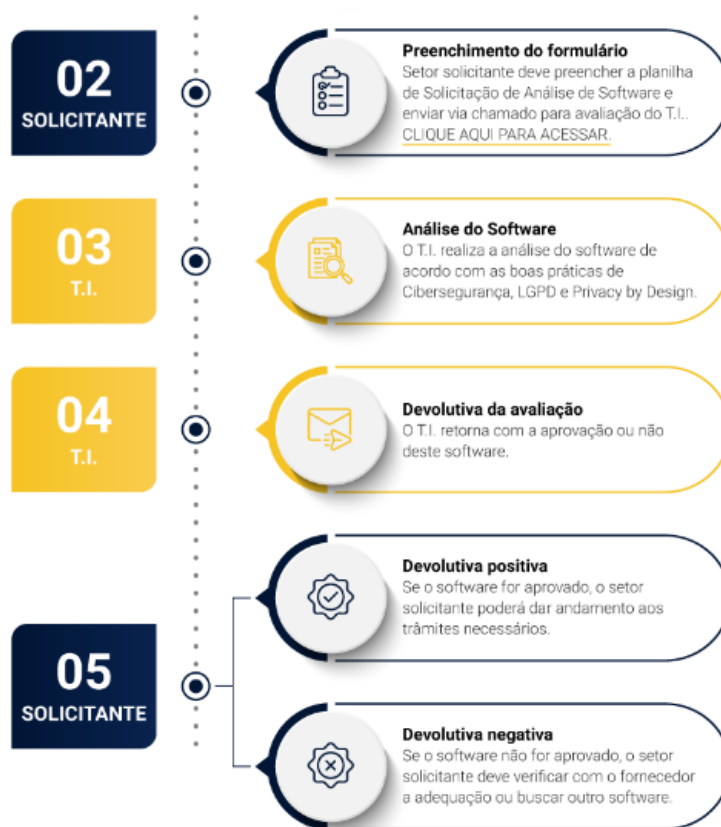 02
SOLICITANTE
Preenchimento do formulário
Setor solicitante deve preencher a planilha
de Solicitação de Análise de Software e
enviar via chamado para avaliação do T.I..
CLIQUE AQUI PARA ACESSAR.
03
T.I.
Análise do Software
O T.I. realiza a análise do software de
acordo com as boas práticas de
Cibersegurança, LGPD e Privacy by Design.
04
T.I.
Devolutiva da avaliação
O T.I. retorna com a aprovação ou não
deste software.
05
SOLICITANTE
Devolutiva positiva
Se o software for aprovado, o setor
solicitante poderá dar andamento aos
trâmites necessários.
Devolutiva negativa
Se o software não for aprovado, o setor
solicitante deve verificar com o fornecedor
a adequação ou buscar outro software.